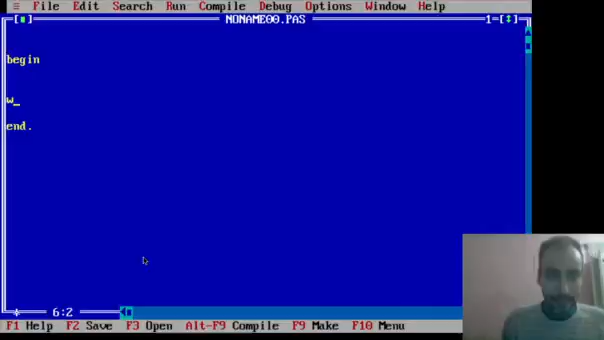 ≡ File Edit Search Run Compile Debug Options Window Help
[■] NONAME00.PAS 1=[↕]
begin
w_
end.
6:2
F1 Help F2 Save F3 Open Alt-F9 Compile F9 Make F10 Menu